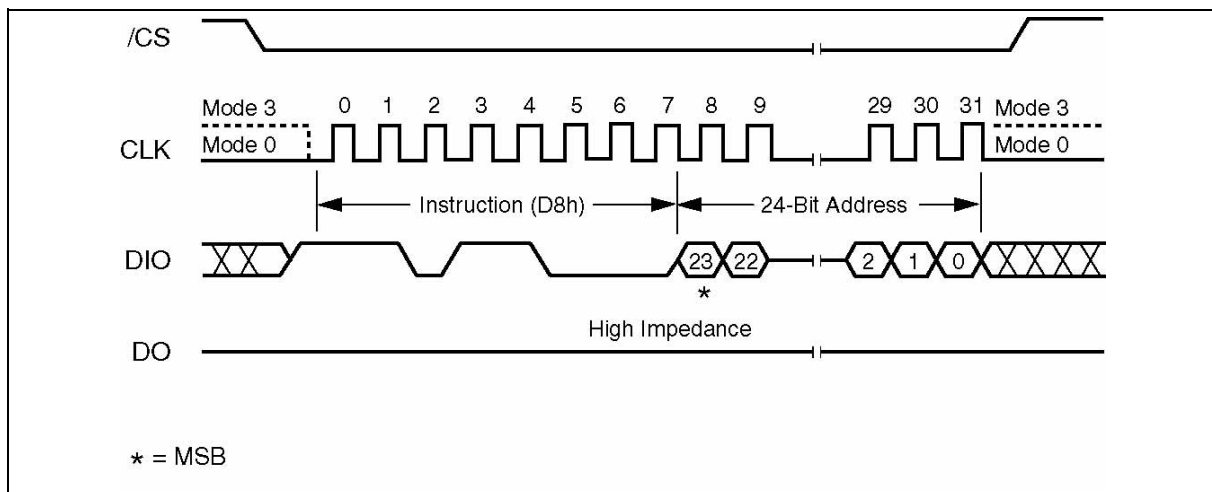 /CS
Mode 3 0 1 2 3 4 5 6 7 8 9 29 30 31 Mode 3
CLK Mode 0 Mode 0
Instruction (D8h) 24-Bit Address
DIO 23 22 2 1 0
*
High Impedance
DO
* = MSB